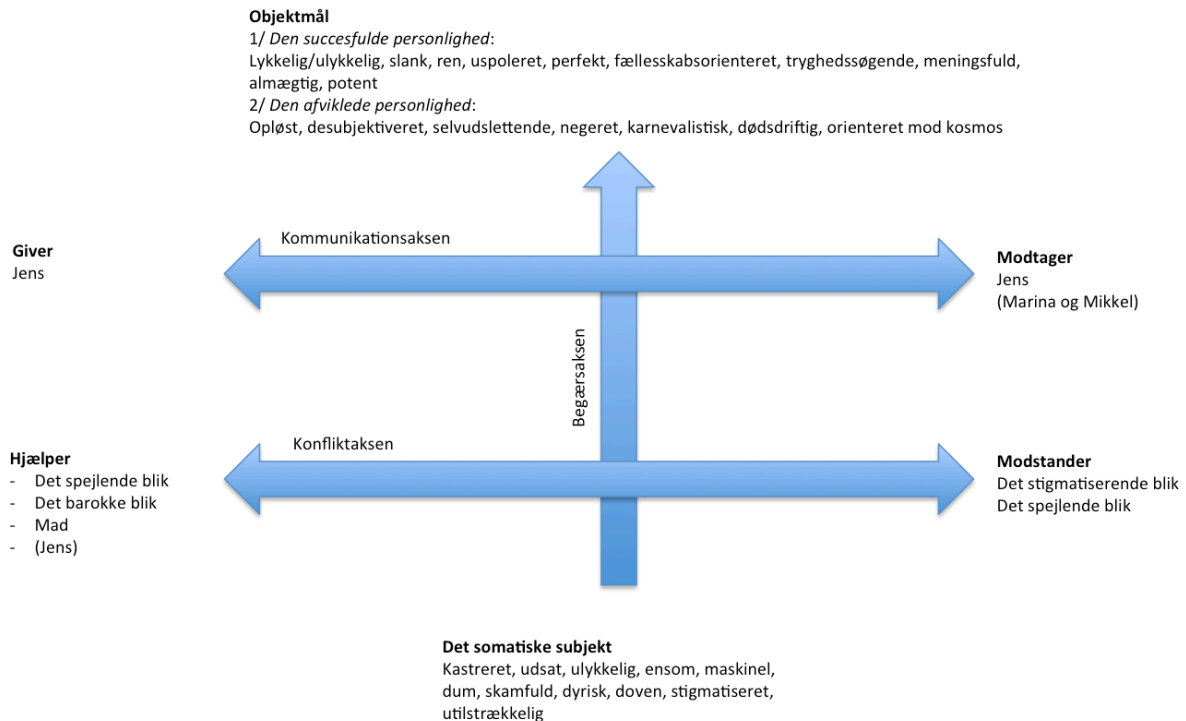 Objektmål
1/ Den succesfulde personlighed:
Lykkelig/ulykkelig, slank, ren, uspoleret, perfekt, fællesskabsorienteret, tryghedssøgende, meningsfuld,
almægtig, potent
2/ Den afviklede personlighed:
Opløst, desubjektiveret, selvudslettende, negeret, karnevalistisk, dødsdriftig, orienteret mod kosmos
Giver
Jens
Kommunikationsaksen
Modtager
Jens
(Marina og Mikkel)
Begærsaksen
Hjælper
- Det spejlende blik
- Det barokke blik
- Mad
- (Jens)
Konfliktaksen
Modstander
Det stigmatiserende blik
Det spejlende blik
Det somatiske subjekt
Kastreret, udsat, ulykkelig, ensom, maskinel,
dum, skamfuld, dyrisk, doven, stigmatiseret,
utilstrækkelig